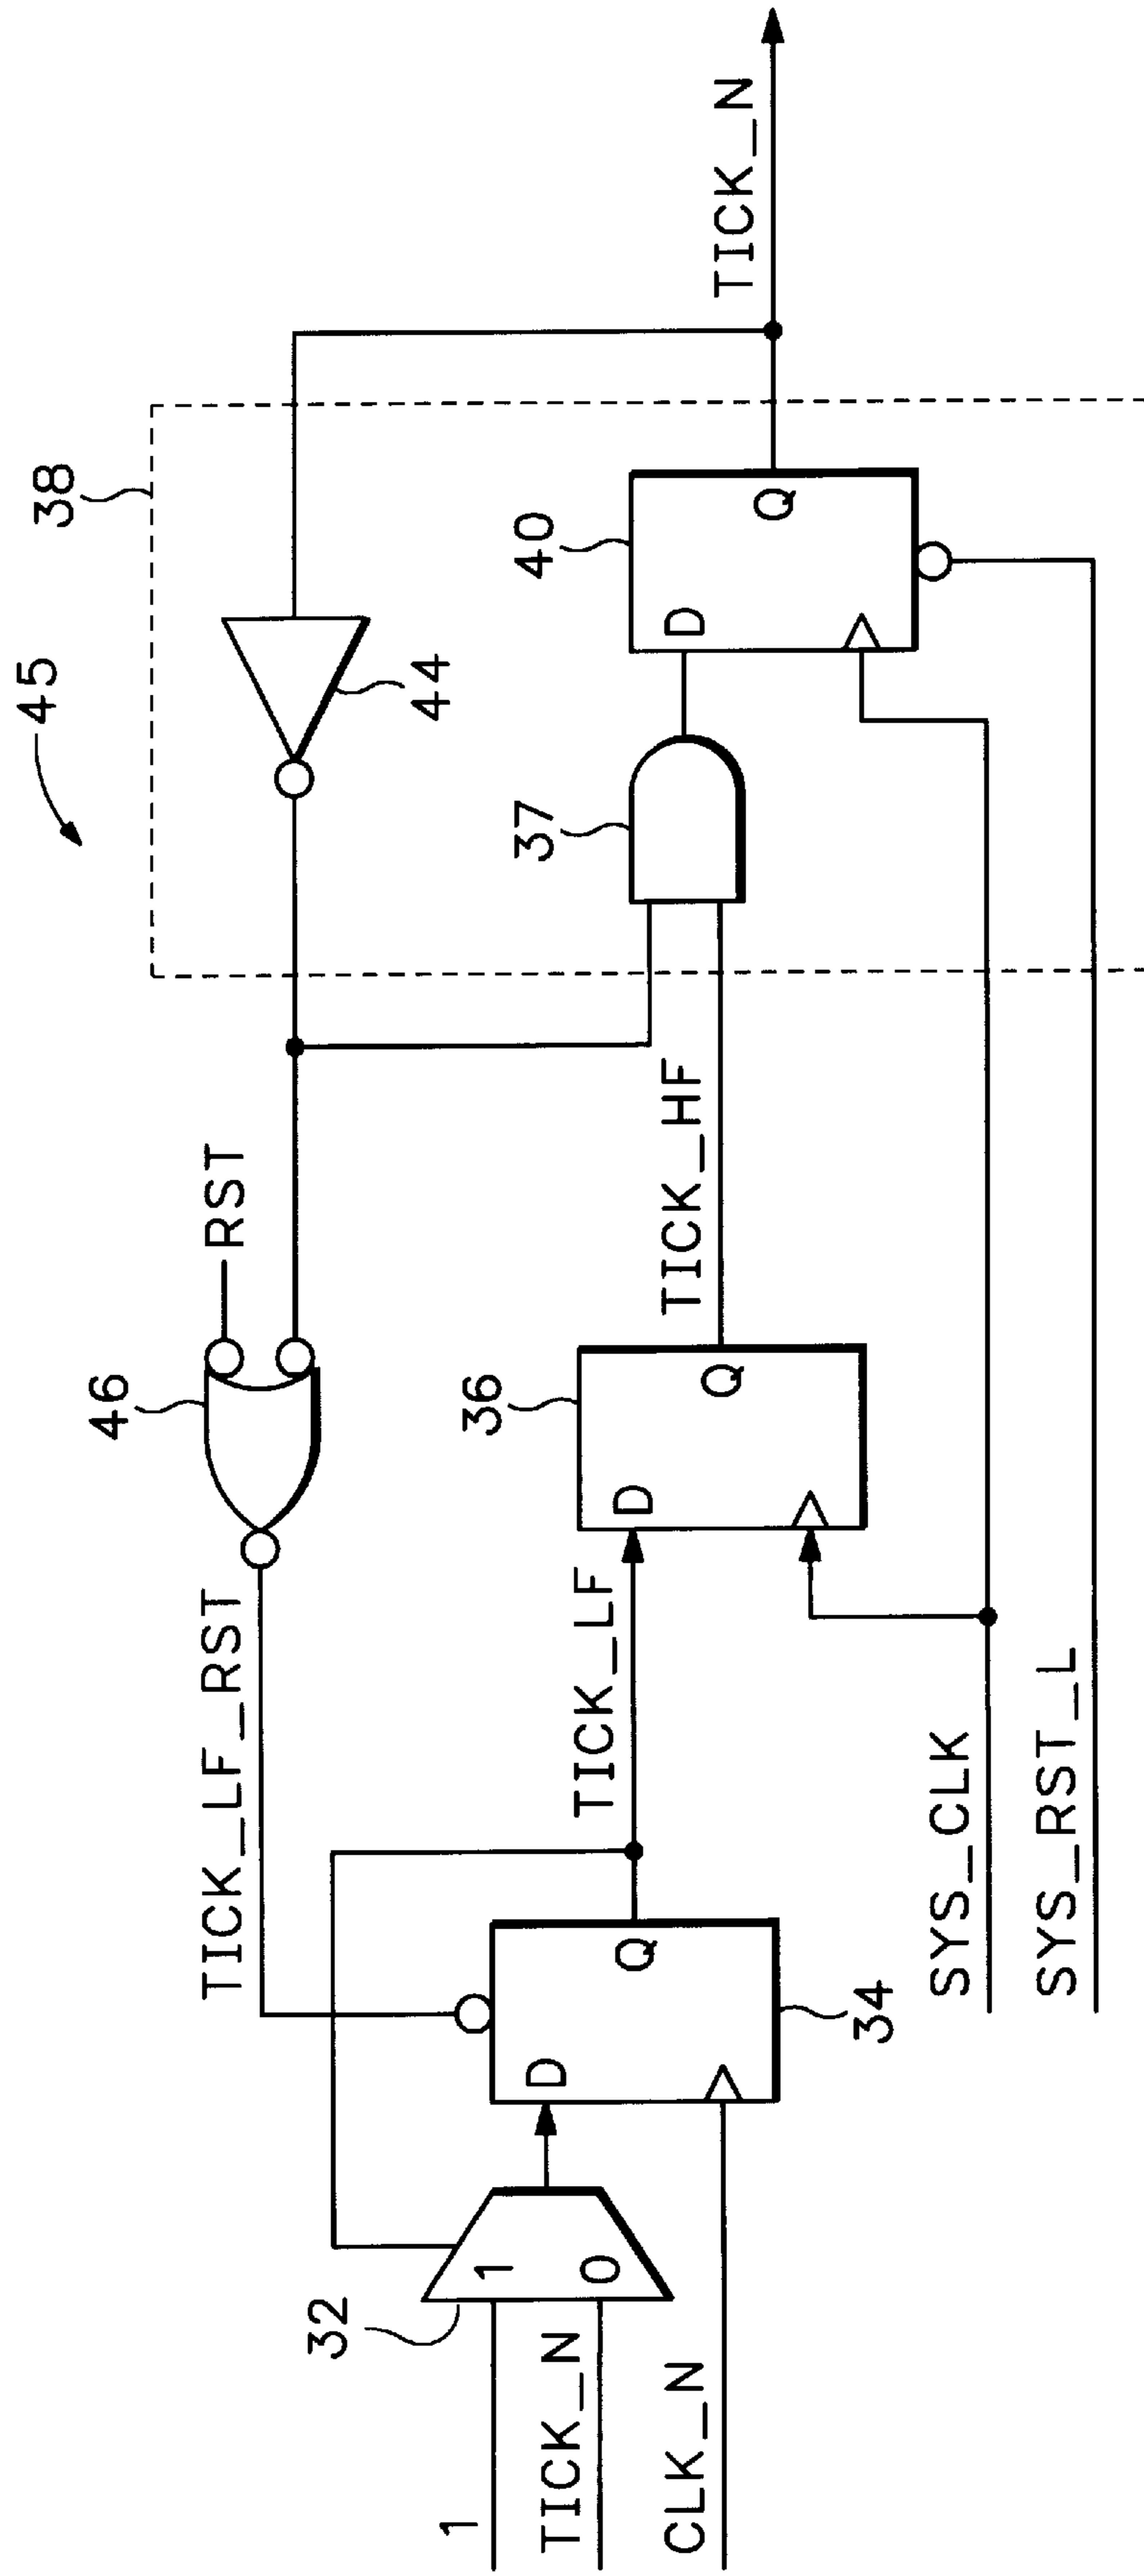 45
38
TICK_LF_RST
46
RST
44
TICK_N
40
D
Q
37
36
D
Q
TICK_HF
TICK_LF
32
1
0
1
TICK_N
CLK_N
D
Q
34
SYS_CLK
SYS_RST_L